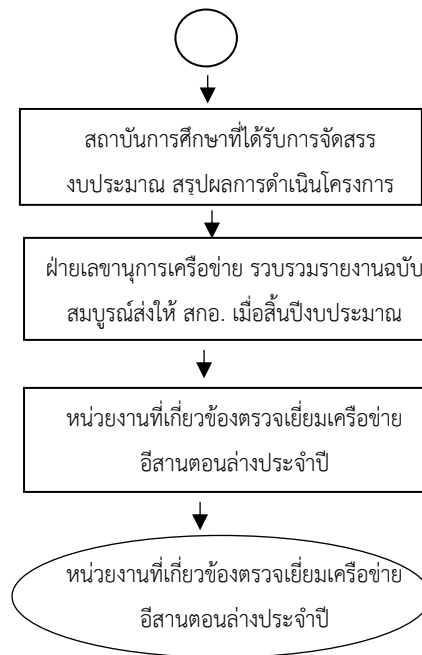 สถาบันการศึกษาที่ได้รับการจัดสรร
งบประมาณ สรุปผลการดำเนินโครงการ
ฝ่ายเลขานุการเครือข่าย รวบรวมรายงานฉบับ
สมบูรณ์ส่งให้ สกอ. เมื่อสิ้นปีงบประมาณ
หน่วยงานที่เกี่ยวข้องตรวจเยี่ยมเครือข่าย
อีสานตอนล่างประจำปี
หน่วยงานที่เกี่ยวข้องตรวจเยี่ยมเครือข่าย
อีสานตอนล่างประจำปี